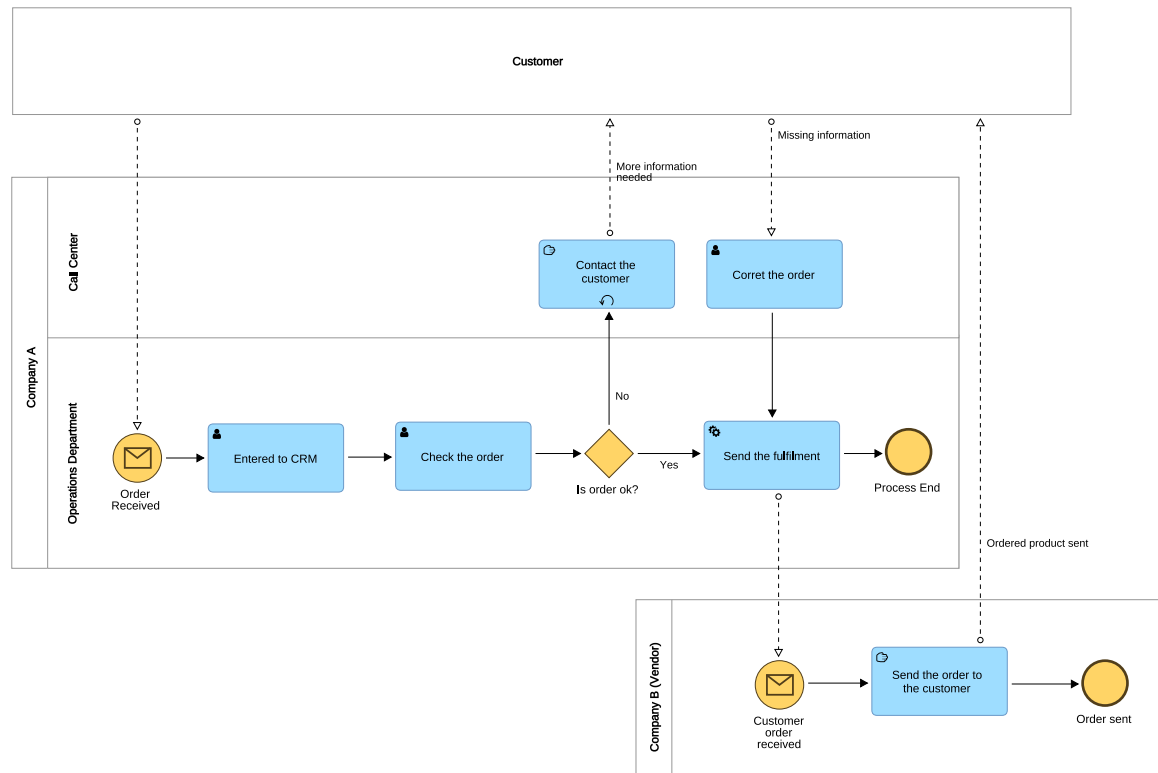 Customer
Missing information
More information
needed
Company A
Call Center
Contact the
customer
Corret the order
No
Operations Department
Entered to CRM
Check the order
Send the fulfilment
Yes
Is order ok?
Order
Received
Process End
Ordered product sent
Company B (Vendor)
Send the order to
the customer
Customer
order
received
Order sent